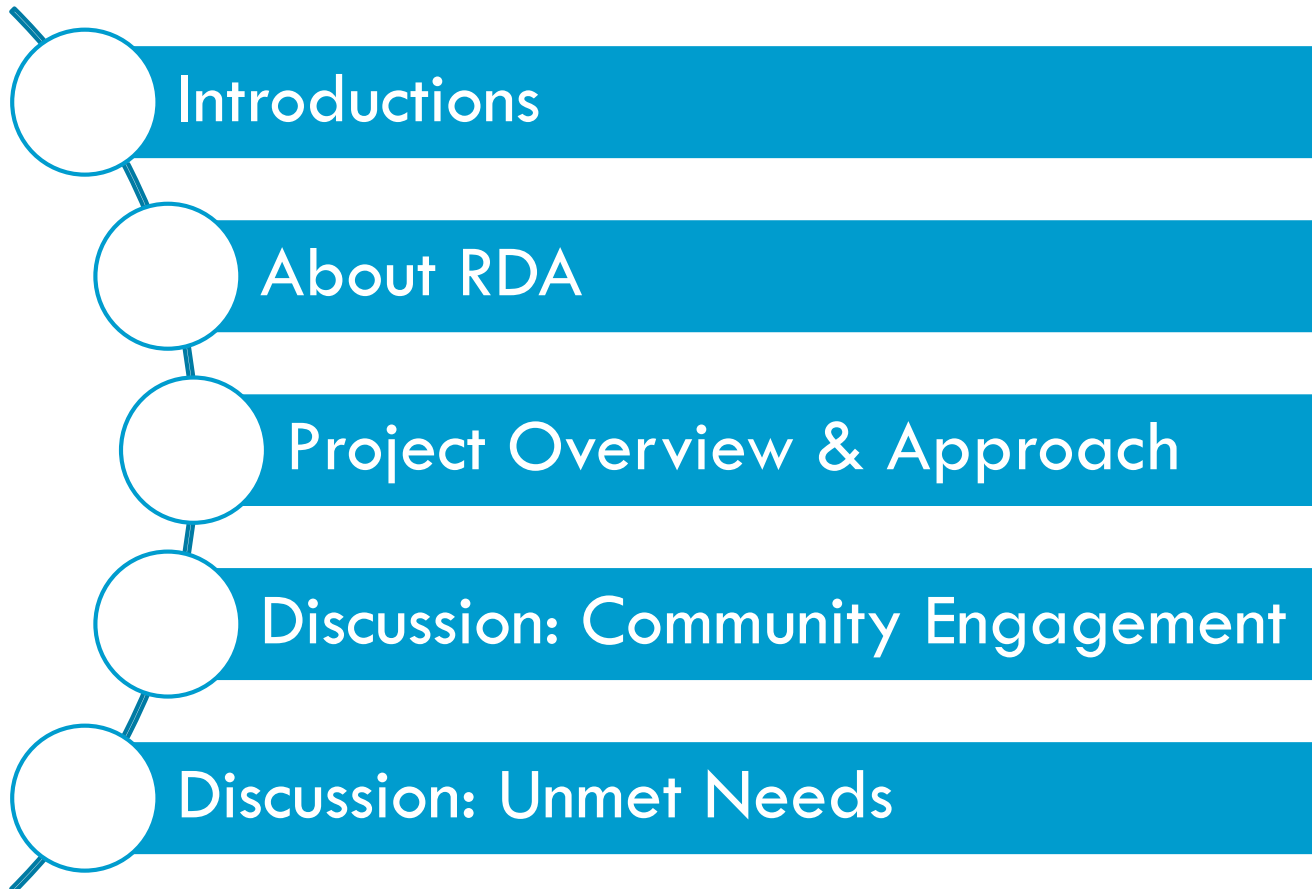 Introductions
About RDA
Project Overview & Approach
Discussion: Community Engagement
Discussion: Unmet Needs